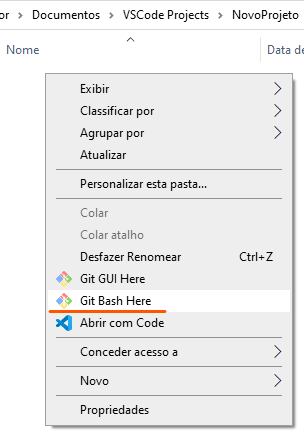 or › Documentos › VSCode Projects › NovoProjeto
Nome
Data de
Exibir
Classificar por
Agrupar por
Atualizar
Personalizar esta pasta...
Colar
Colar atalho
Desfazer Renomear Ctrl+Z
Git GUI Here
Git Bash Here
Abrir com Code
Conceder acesso a
Novo
Propriedades